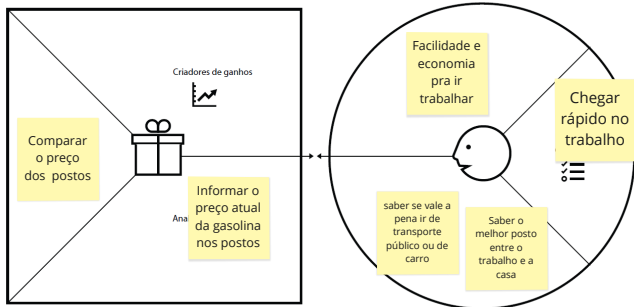 Criadores de ganhos
Comparar
o preço
dos postos
Informar o
preço atual
da gasolina
nos postos
Facilidade e
economia
pra ir
trabalhar
Chegar
rápido no
trabalho
saber se vale a
pena ir de
transporte
público ou de
carro
Saber o
melhor posto
entre o
trabalho e a
casa